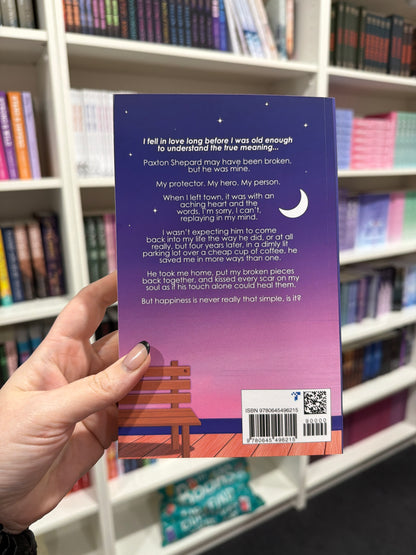 I fell in love long before I was old enough
to understand the true meaning...
Paxton Shepard may have been broken,
but he was mine.
My protector. My hero. My person.
When I left town, it was with an
aching heart and the
words, I'm sorry, I can't,
replaying in my mind.
I wasn't expecting him to come
back into my life the way he did, or at all
really, but four years later, in a dimly lit
parking lot over a cheap cup of coffee, he
saved me in more ways than one.
He took me home, put my broken pieces
back together, and kissed every scar on my
soul as if his touch alone could heal them.
But happiness is never really that simple, is it?
ISBN 9780645496215
90000
9780645496215